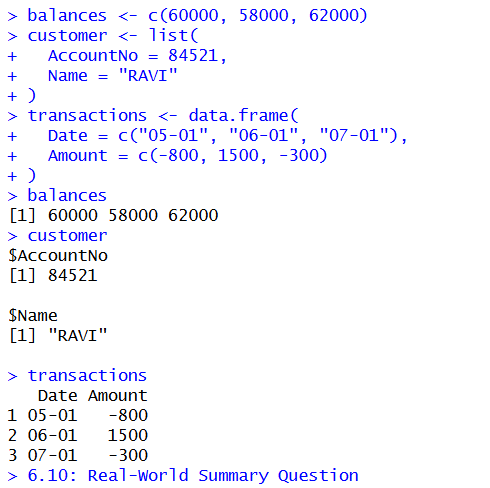 > balances <- c(60000, 58000, 62000)
> customer <- list(
+   AccountNo = 84521,
+   Name = "RAVI"
+ )
> transactions <- data.frame(
+   Date = c("05-01", "06-01", "07-01"),
+   Amount = c(-800, 1500, -300)
+ )
> balances
[1] 60000 58000 62000
> customer
$AccountNo
[1] 84521

$Name
[1] "RAVI"

> transactions
   Date Amount
1 05-01   -800
2 06-01   1500
3 07-01   -300
> 6.10: Real-World Summary Question